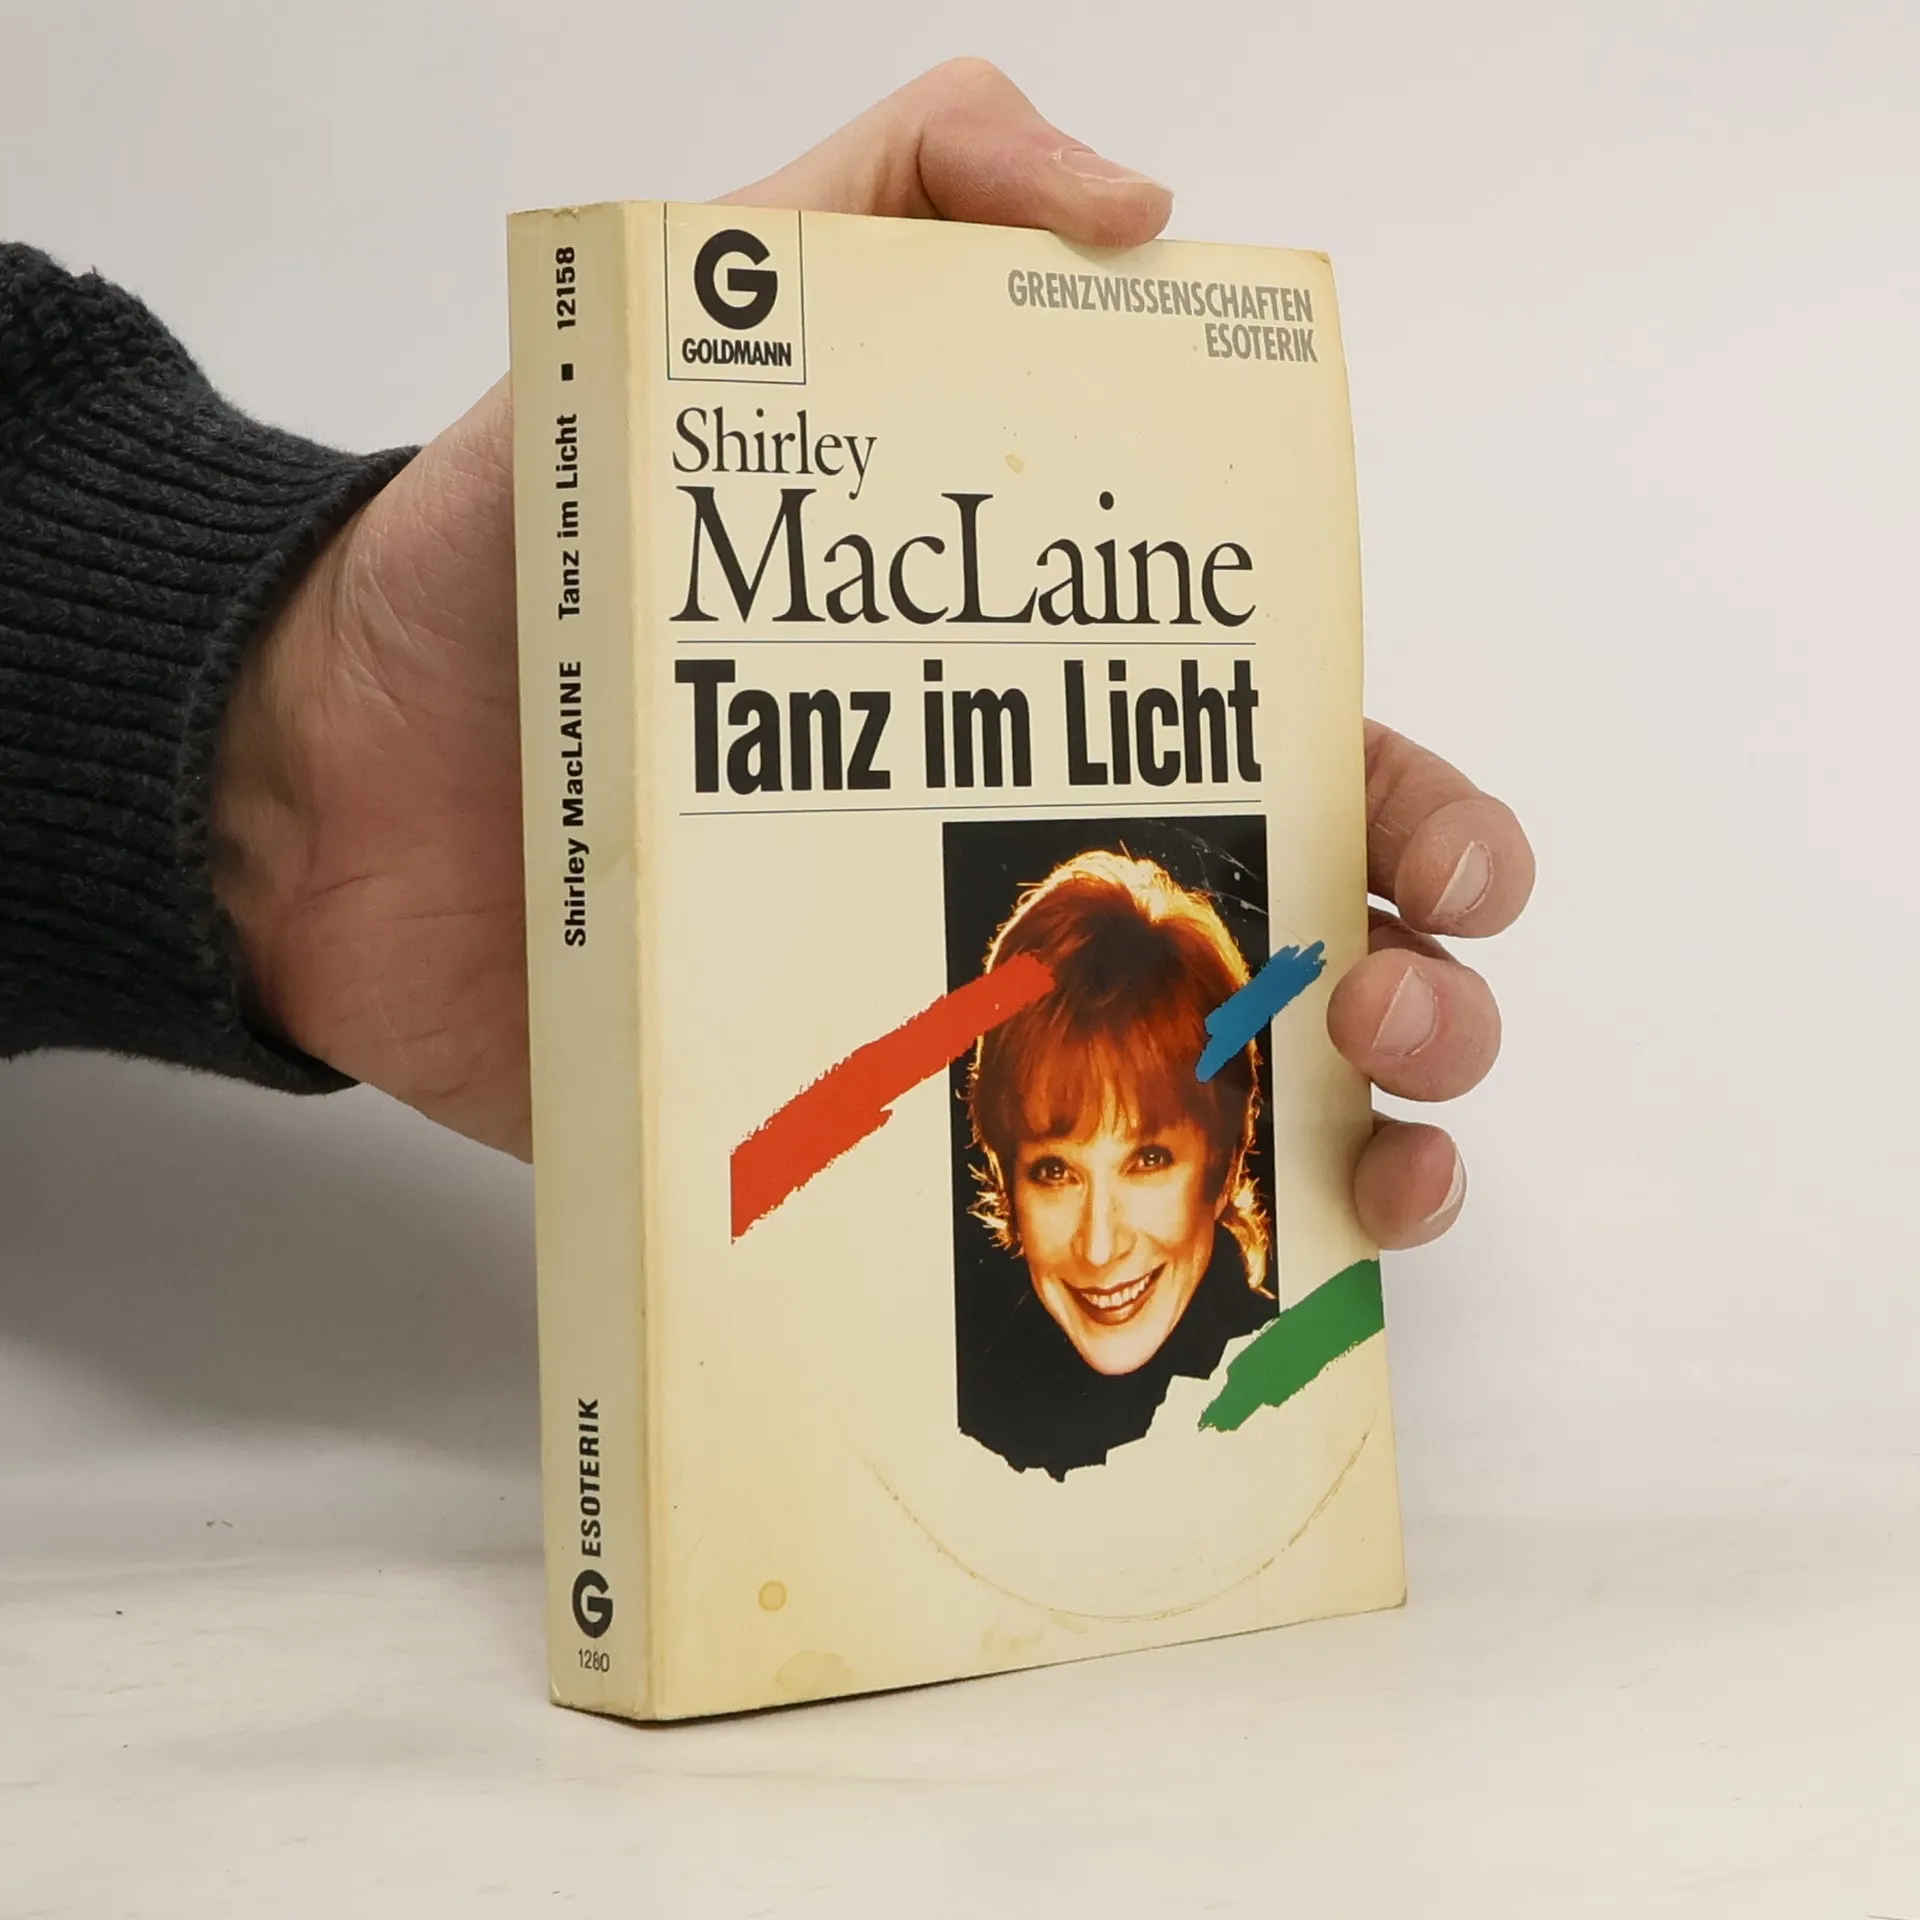 G
GOLDMANN
GRENZWISSENSCHAFTEN
ESOTERIK
Shirley
MacLaine
Tanz im Licht
Shirley MacLAINE Tanz im Licht ■ 12158
G ESOTERIK
1280